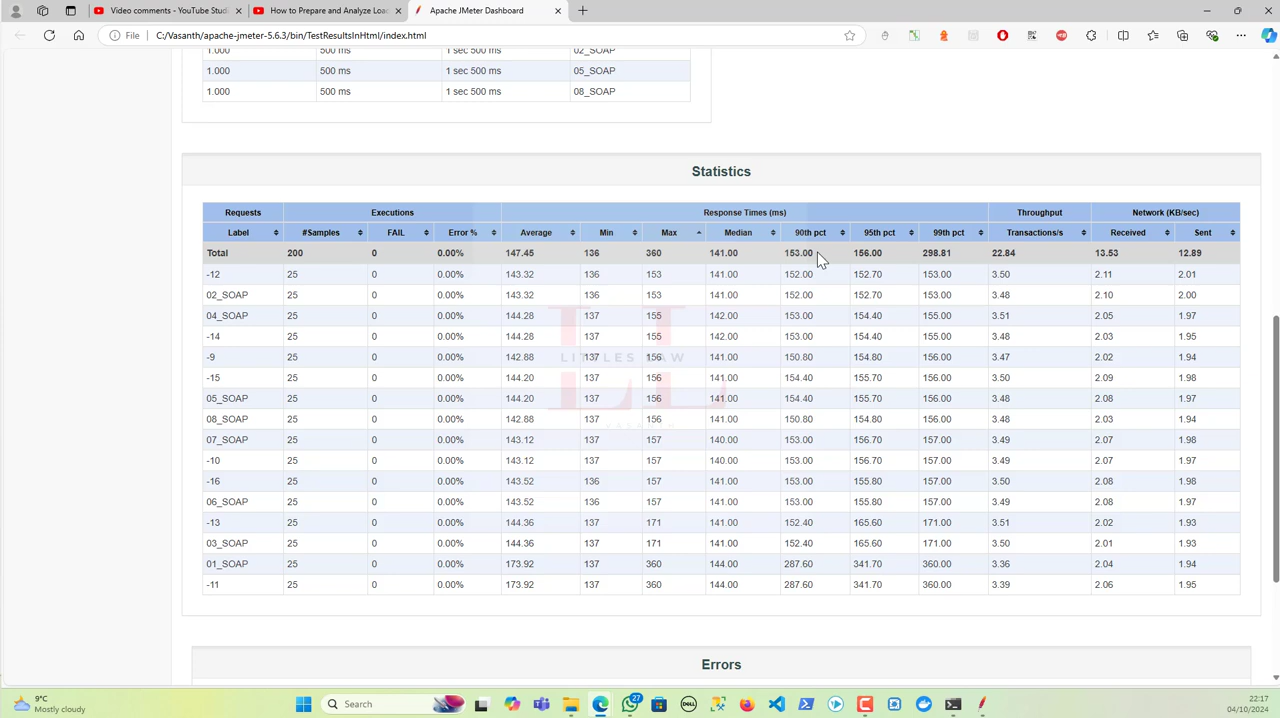 Video comments - YouTube Stud
How to Prepare and Analyze Loa
Apache JMeter Dashboard
File C:/Vasanth/apache-jmeter-5.6.3/bin/TestResultsInHtml/index.html
1.000 500 ms 1 sec 500 ms 02_SOAP
1.000 500 ms 1 sec 500 ms 05_SOAP
1.000 500 ms 1 sec 500 ms 08_SOAP
Statistics
Requests Executions Response Times (ms) Throughput Network (KB/sec)
Label #Samples FAIL Error % Average Min Max Median 90th pct 95th pct 99th pct Transactions/s Received Sent
Total 200 0 0.00% 147.45 136 360 141.00 153.00 156.00 298.81 22.84 13.53 12.89
-12 25 0 0.00% 143.32 136 153 141.00 152.00 152.70 153.00 3.50 2.11 2.01
02_SOAP 25 0 0.00% 143.32 136 153 141.00 152.00 152.70 153.00 3.48 2.10 2.00
04_SOAP 25 0 0.00% 144.28 137 155 142.00 153.00 154.40 155.00 3.51 2.05 1.97
-14 25 0 0.00% 144.28 137 155 142.00 153.00 154.40 155.00 3.48 2.03 1.95
-9 25 0 0.00% 142.88 137 156 141.00 150.80 154.80 156.00 3.47 2.02 1.94
-15 25 0 0.00% 144.20 137 156 141.00 154.40 155.70 156.00 3.50 2.09 1.98
05_SOAP 25 0 0.00% 144.20 137 156 141.00 154.40 155.70 156.00 3.48 2.08 1.97
08_SOAP 25 0 0.00% 142.88 137 156 141.00 150.80 154.80 156.00 3.48 2.03 1.94
07_SOAP 25 0 0.00% 143.12 137 157 140.00 153.00 156.70 157.00 3.49 2.07 1.98
-10 25 0 0.00% 143.12 137 157 140.00 153.00 156.70 157.00 3.49 2.07 1.97
-16 25 0 0.00% 143.52 136 157 141.00 153.00 155.80 157.00 3.50 2.08 1.98
06_SOAP 25 0 0.00% 143.52 136 157 141.00 153.00 155.80 157.00 3.49 2.08 1.97
-13 25 0 0.00% 144.36 137 171 141.00 152.40 165.60 171.00 3.51 2.02 1.93
03_SOAP 25 0 0.00% 144.36 137 171 141.00 152.40 165.60 171.00 3.50 2.01 1.93
01_SOAP 25 0 0.00% 173.92 137 360 144.00 287.60 341.70 360.00 3.36 2.04 1.94
-11 25 0 0.00% 173.92 137 360 144.00 287.60 341.70 360.00 3.39 2.06 1.95
LITTLES LAW
Errors
9°C
Mostly cloudy
Search
27
22:17
04/10/2024